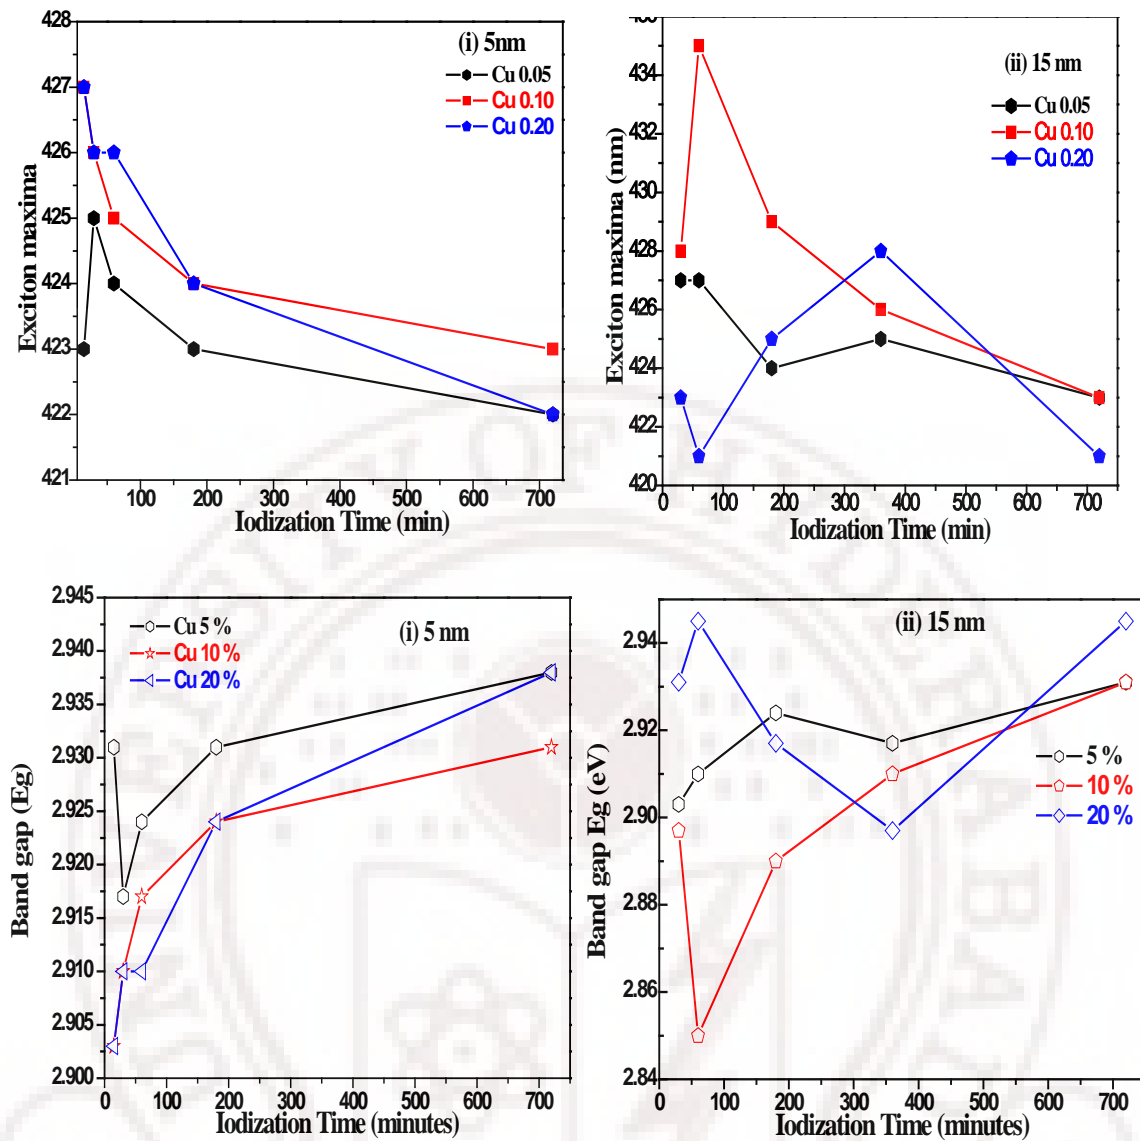 428
427
426
425
424
423
422
421
Exciton maxima
(i) 5nm
Cu 0.05
Cu 0.10
Cu 0.20
100 200 300 400 500 600 700
Iodization Time (min)
434
432
430
428
426
424
422
420
Exciton maxima (nm)
(ii) 15 nm
Cu 0.05
Cu 0.10
Cu 0.20
0 100 200 300 400 500 600 700
Iodization Time (min)
2.945
2.940
2.935
2.930
2.925
2.920
2.915
2.910
2.905
2.900
Band gap (Eg)
Cu 5 %
Cu 10 %
Cu 20 %
(i) 5 nm
0 100 200 300 400 500 600 700
Iodization Time (minutes)
2.94
2.92
2.90
2.88
2.86
2.84
Band gap Eg (eV)
(ii) 15 nm
5 %
10 %
20 %
0 100 200 300 400 500 600 700
Iodization Time (minutes)